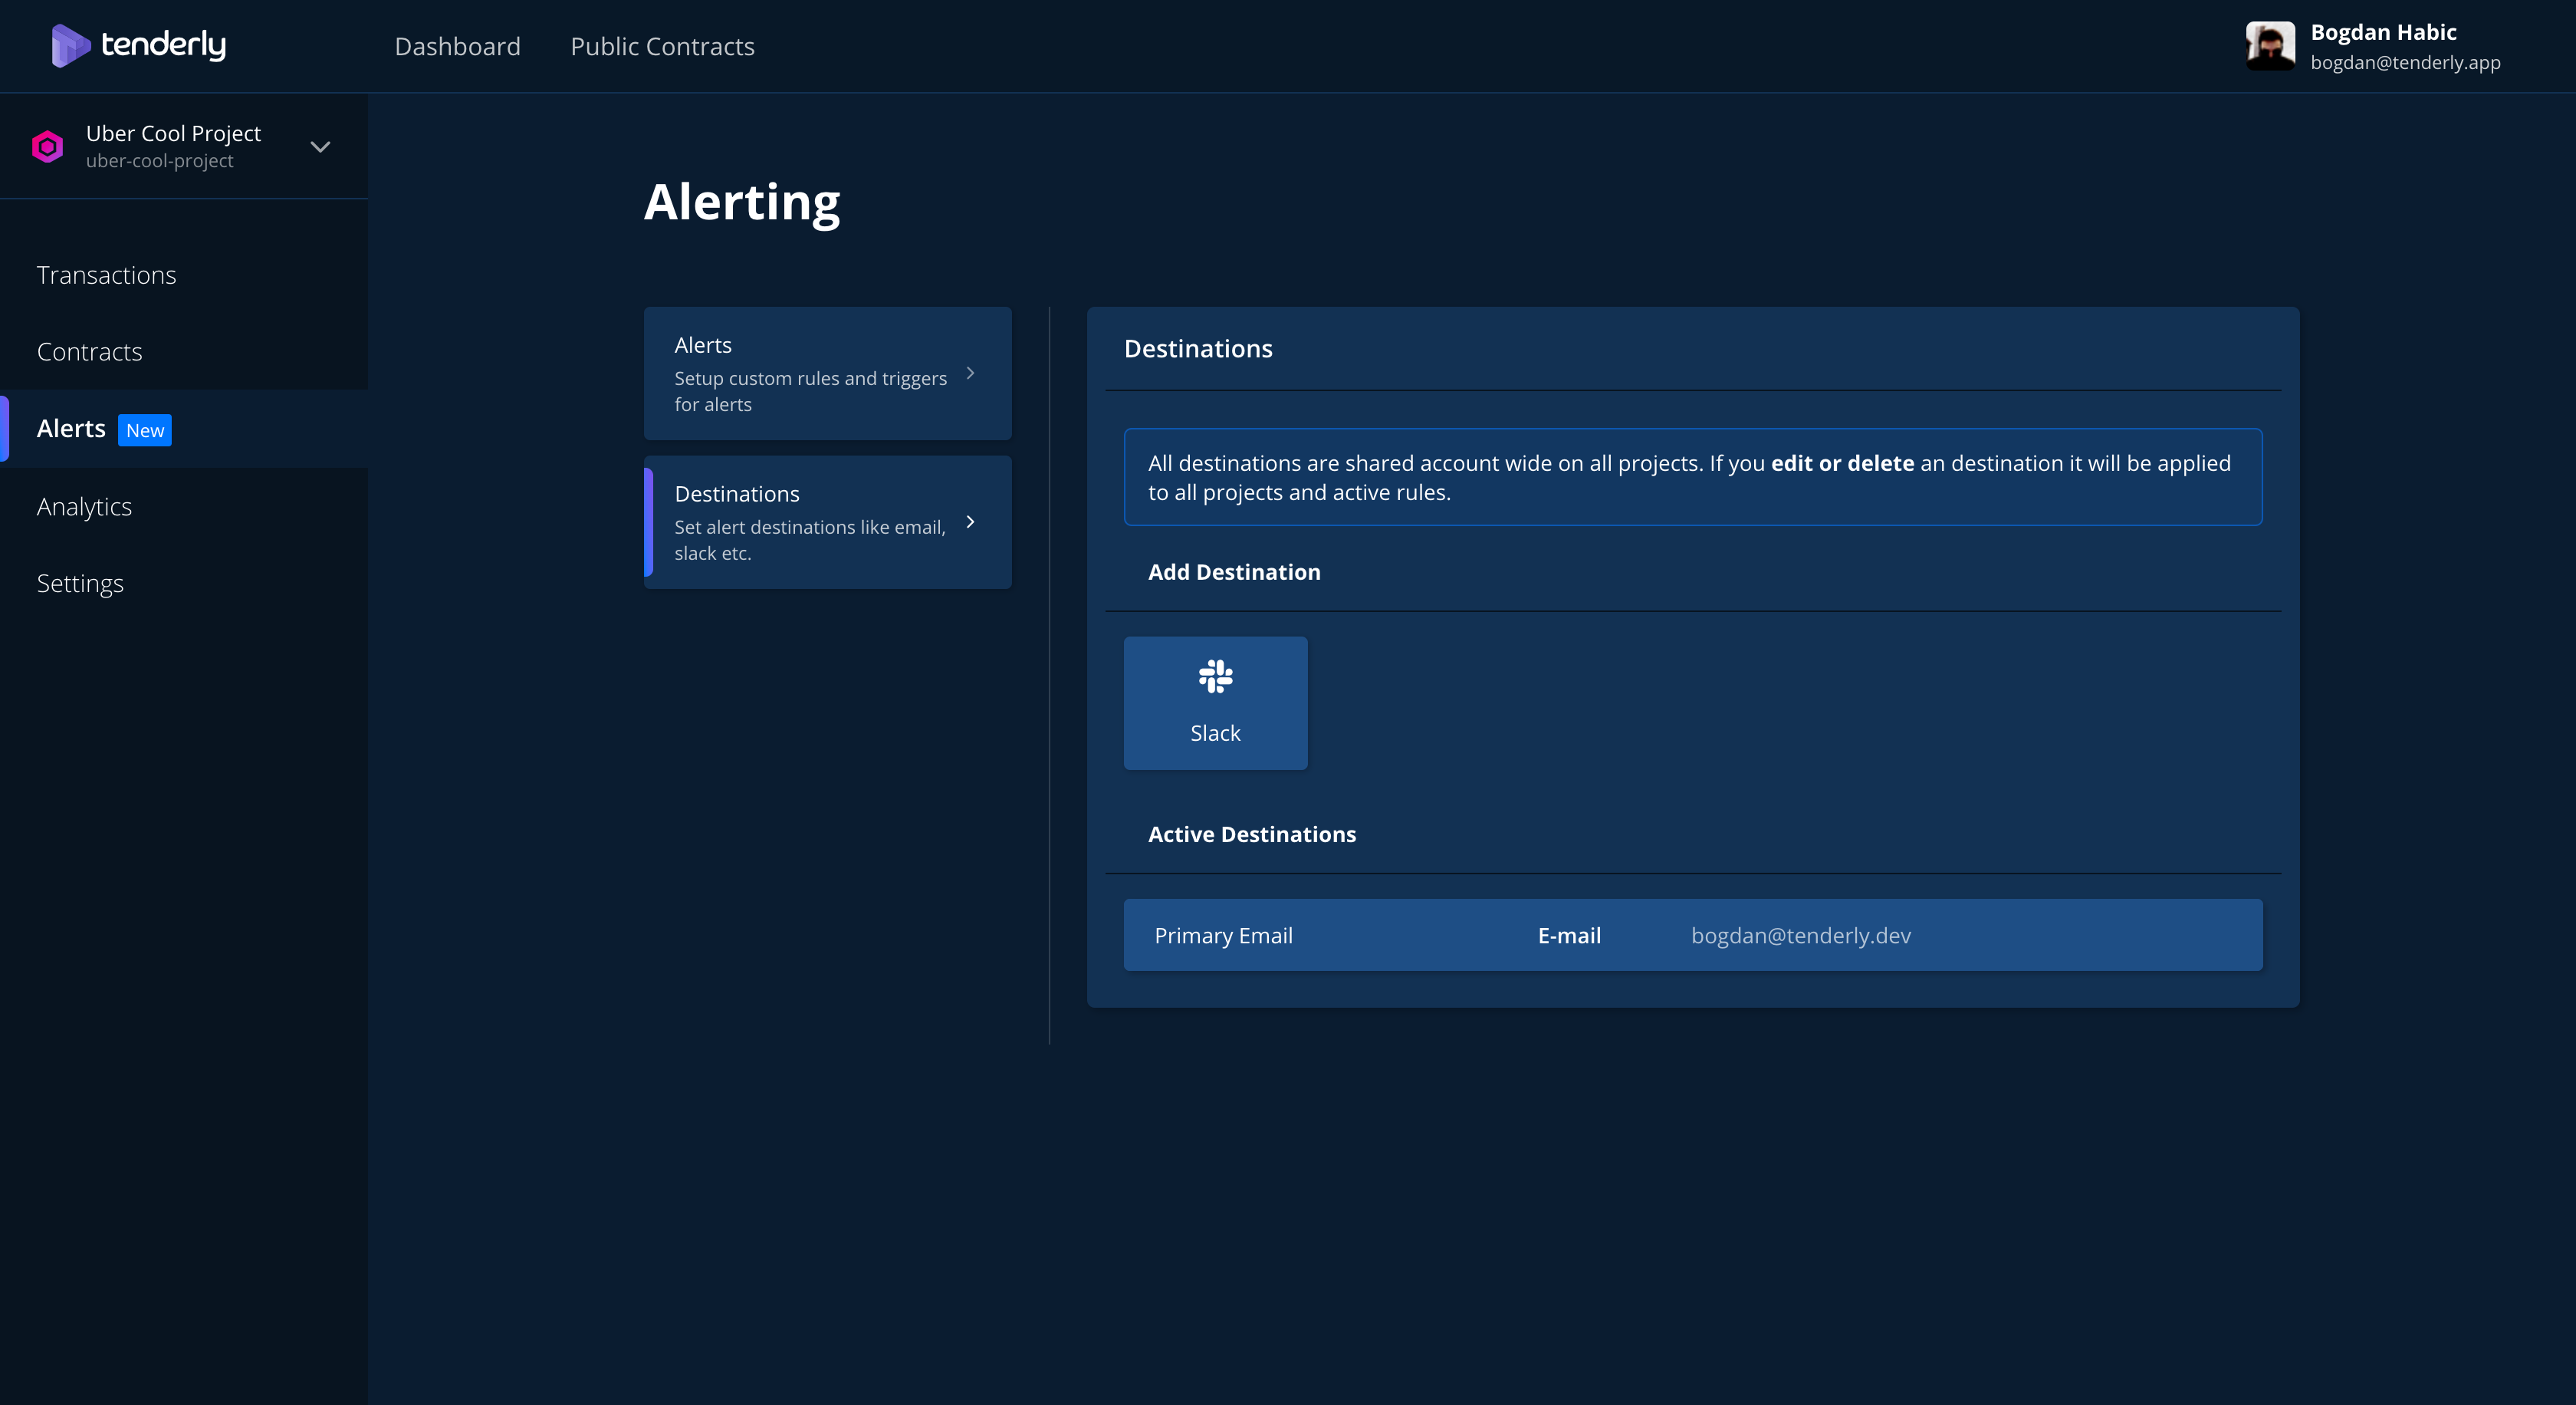 tenderly
Dashboard
Public Contracts
Bogdan Habic
bogdan@tenderly.app
Uber Cool Project
uber-cool-project
Transactions
Contracts
Alerts New
Analytics
Settings
Alerting
Alerts
Setup custom rules and triggers
for alerts
Destinations
Set alert destinations like email,
slack etc.
Destinations
All destinations are shared account wide on all projects. If you edit or delete an destination it will be applied
to all projects and active rules.
Add Destination
Slack
Active Destinations
Primary Email E-mail bogdan@tenderly.dev